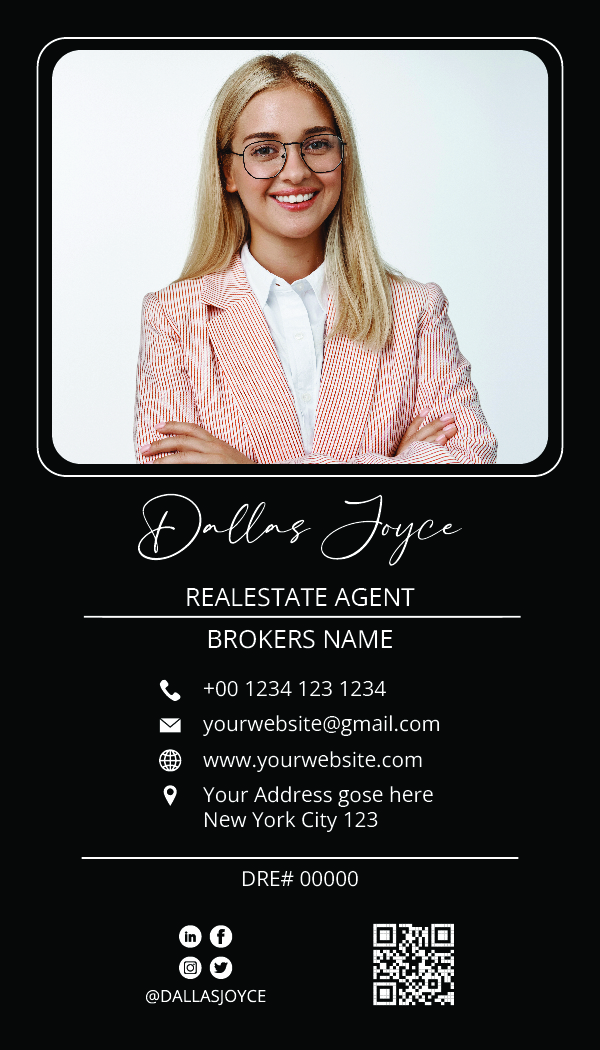 Dallas Joyce
REALESTATE AGENT
BROKERS NAME
+00 1234 123 1234
yourwebsite@gmail.com
www.yourwebsite.com
Your Address gose here
New York City 123
DRE# 00000
in f
@DALLASJOYCE